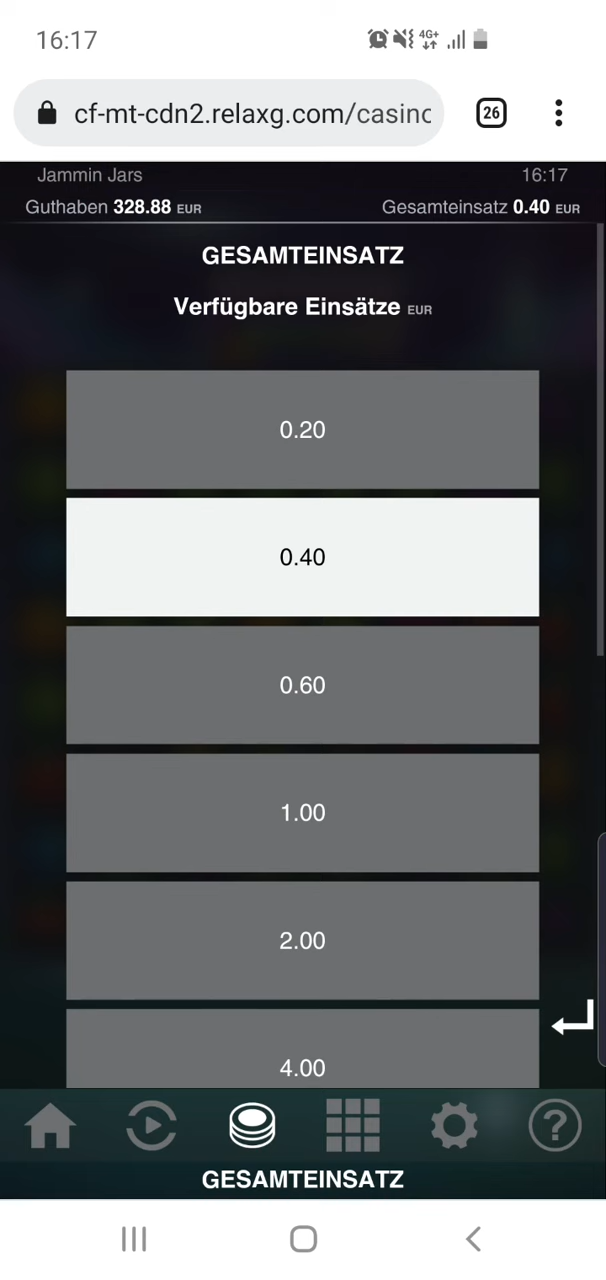 16:17
4G+
cf-mt-cdn2.relaxg.com/casinc
26
Jammin Jars 16:17
Guthaben 328.88 EUR Gesamteinsatz 0.40 EUR
GESAMTEINSATZ
Verfügbare Einsätze EUR
0.20
0.40
0.60
1.00
2.00
4.00
?
GESAMTEINSATZ